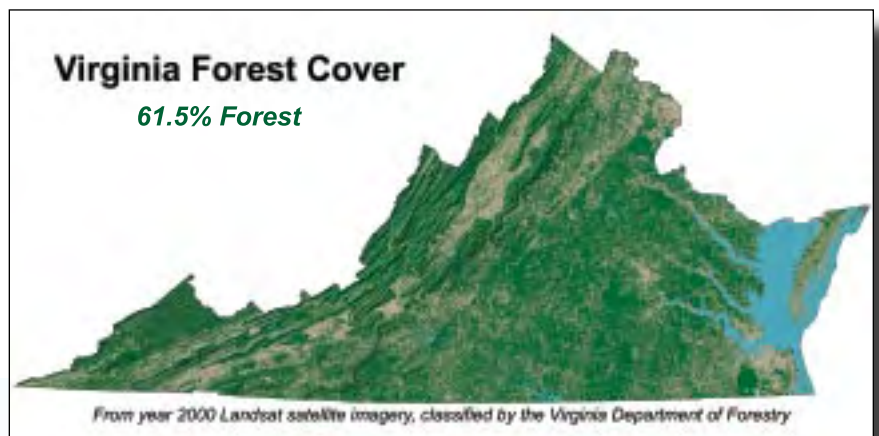 Virginia Forest Cover
61.5% Forest
From year 2000 Landsat satellite imagery, classified by the Virginia Department of Forestry